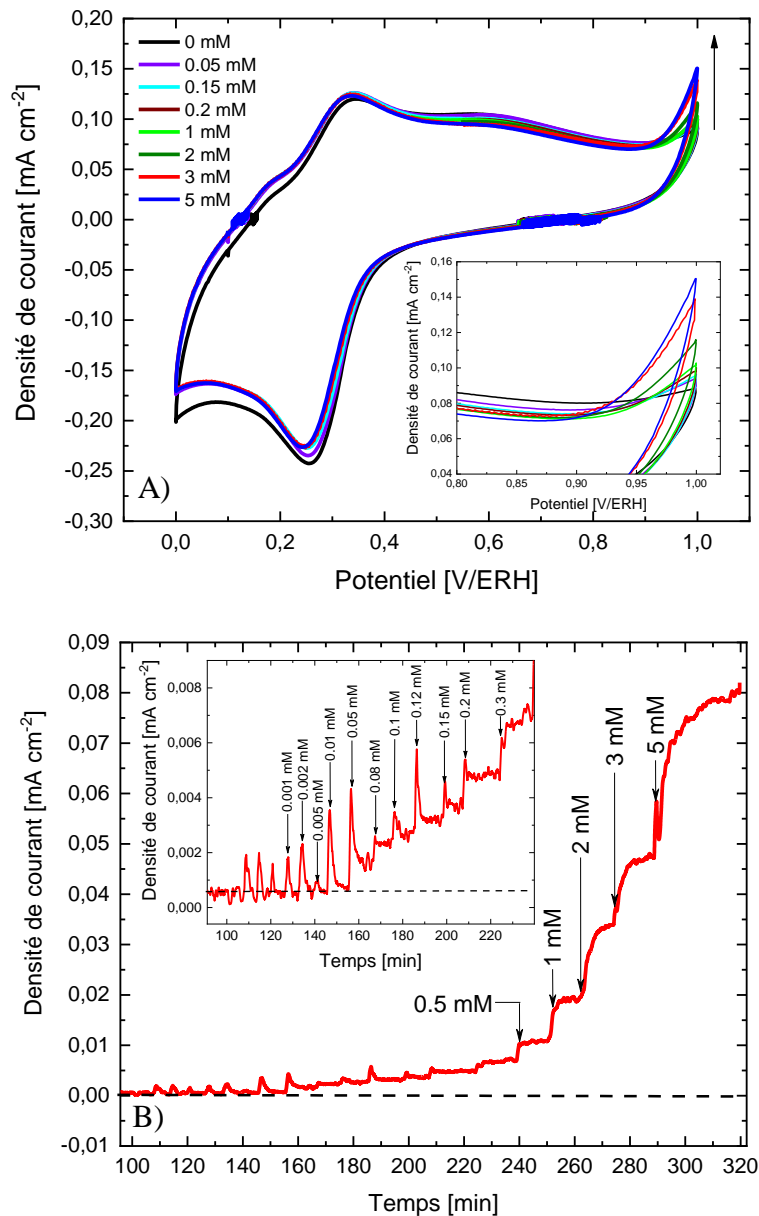 0,20
0,15
0,10
0,05
0,00
-0,05
-0,10
-0,15
-0,20
-0,25
-0,30
Densité de courant [mA cm-2]
0 mM
0.05 mM
0.15 mM
0.2 mM
1 mM
2 mM
3 mM
5 mM
0,16
0,14
0,12
0,10
0,08
0,06
0,04
Densité de courant [mA cm-2]
0,80 0,85 0,90 0,95 1,00
Potentiel [V/ERH]
A)
0,0 0,2 0,4 0,6 0,8 1,0
Potentiel [V/ERH]
0,09
0,08
0,07
0,06
0,05
0,04
0,03
0,02
0,01
0,00
-0,01
Densité de courant [mA cm-2]
0,008
0,006
0,004
0,002
0,000
Densité de courant [mA cm-2]
0.001 mM
0.002 mM
0.005 mM
0.01 mM
0.05 mM
0.08 mM
0.1 mM
0.12 mM
0.15 mM
0.2 mM
0.3 mM
100 120 140 160 180 200 220
Temps [min]
0.5 mM
1 mM
2 mM
3 mM
5 mM
B)
100 120 140 160 180 200 220 240 260 280 300 320
Temps [min]